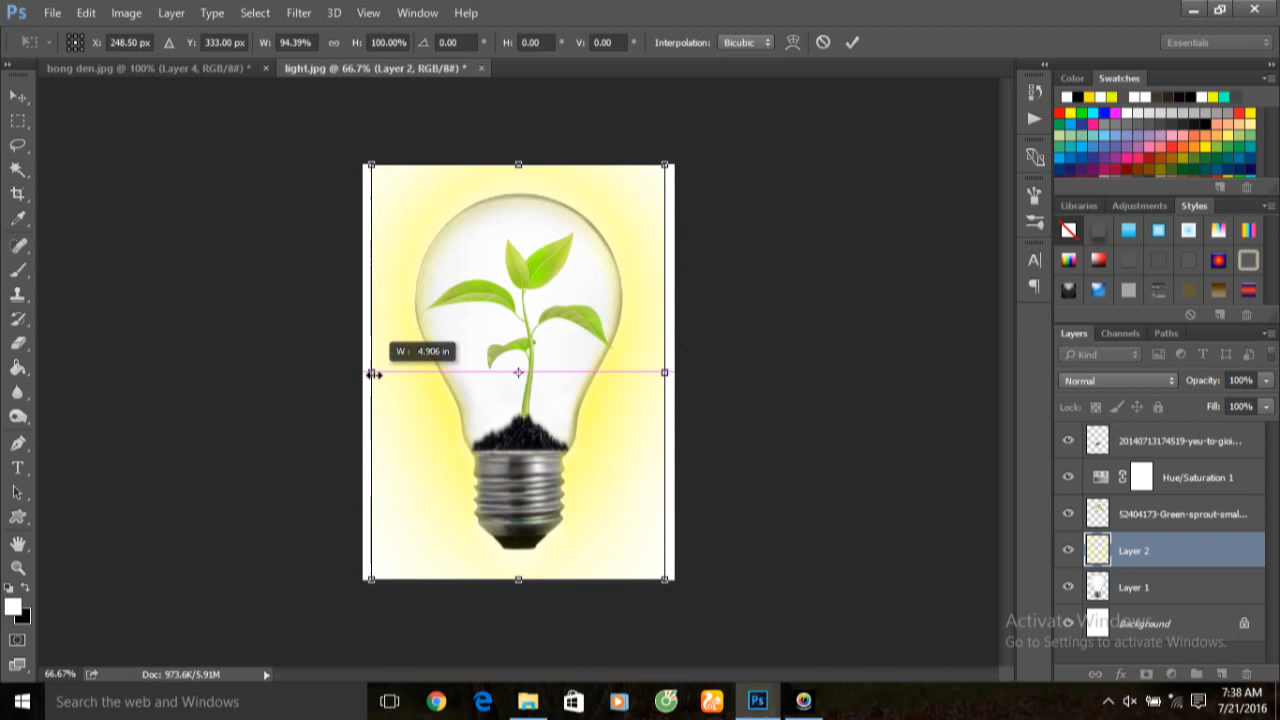 Ps File Edit Image Layer Type Select Filter 3D View Window Help
X: 248.50 px Y: 333.00 px W: 94.39% H: 100.00% 0.00 ° H: 0.00 ° V: 0.00 ° Interpolation: Bicubic Essentials
bong den.jpg @ 100% (Layer 4, RGB/8#) * × light.jpg @ 66.7% (Layer 2, RGB/8#) * ×
Color Swatches
Libraries Adjustments Styles
W : 4.906 in
Layers Channels Paths
Kind
Normal Opacity: 100%
Lock: Fill: 100%
20140713174519-yeu-to-gioi...
Hue/Saturation 1
52404173-Green-sprout-smal...
Layer 2
Layer 1
Background
Activate Windows
Go to Settings to activate Windows.
66.67% Doc: 973.6K/5.91M
Search the web and Windows
Ps
7:38 AM
7/21/2016